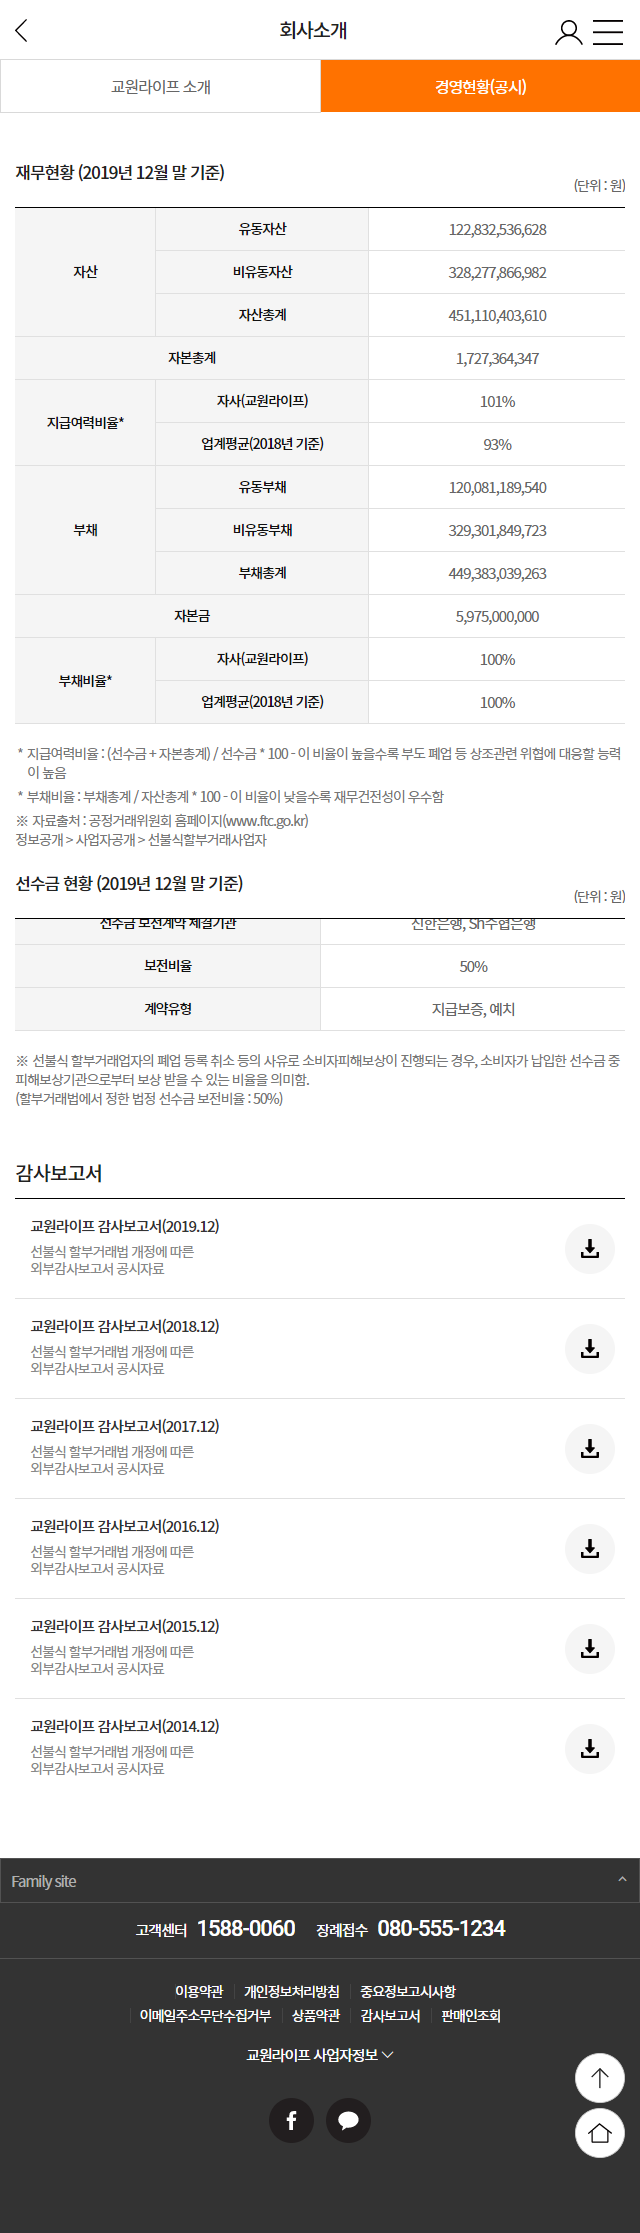 회사소개
교원라이프 소개
경영현황(공시)
재무현황 (2019년 12월 말 기준)
(단위 : 원)
자산
유동자산
122,832,536,628
비유동자산
328,277,866,982
자산총계
451,110,403,610
자본총계
1,727,364,347
지급여력비율*
자사(교원라이프)
101%
업계평균(2018년 기준)
93%
부채
유동부채
120,081,189,540
비유동부채
329,301,849,723
부채총계
449,383,039,263
자본금
5,975,000,000
부채비율*
자사(교원라이프)
100%
업계평균(2018년 기준)
100%
* 지급여력비율 : (선수금 + 자본총계) / 선수금 * 100 - 이 비율이 높을수록 부도 폐업 등 상조관련 위협에 대응할 능력
이 높음
* 부채비율 : 부채총계 / 자산총계 * 100 - 이 비율이 낮을수록 재무건전성이 우수함
※ 자료출처 : 공정거래위원회 홈페이지(www.ftc.go.kr)
정보공개 > 사업자공개 > 선불식할부거래사업자
선수금 현황 (2019년 12월 말 기준)
(단위 : 원)
선수금 보전계약 체결기관
신한은행, Sh수협은행
보전비율
50%
계약유형
지급보증, 예치
※ 선불식 할부거래업자의 폐업 등록 취소 등의 사유로 소비자피해보상이 진행되는 경우, 소비자가 납입한 선수금 중
피해보상기관으로부터 보상 받을 수 있는 비율을 의미함.
(할부거래법에서 정한 법정 선수금 보전비율 : 50%)
감사보고서
교원라이프 감사보고서(2019.12)
선불식 할부거래법 개정에 따른
외부감사보고서 공시자료
교원라이프 감사보고서(2018.12)
선불식 할부거래법 개정에 따른
외부감사보고서 공시자료
교원라이프 감사보고서(2017.12)
선불식 할부거래법 개정에 따른
외부감사보고서 공시자료
교원라이프 감사보고서(2016.12)
선불식 할부거래법 개정에 따른
외부감사보고서 공시자료
교원라이프 감사보고서(2015.12)
선불식 할부거래법 개정에 따른
외부감사보고서 공시자료
교원라이프 감사보고서(2014.12)
선불식 할부거래법 개정에 따른
외부감사보고서 공시자료
Family site
고객센터 1588-0060 장례접수 080-555-1234
이용약관 개인정보처리방침 중요정보고시사항
이메일주소무단수집거부 상품약관 감사보고서 판매인조회
교원라이프 사업자정보